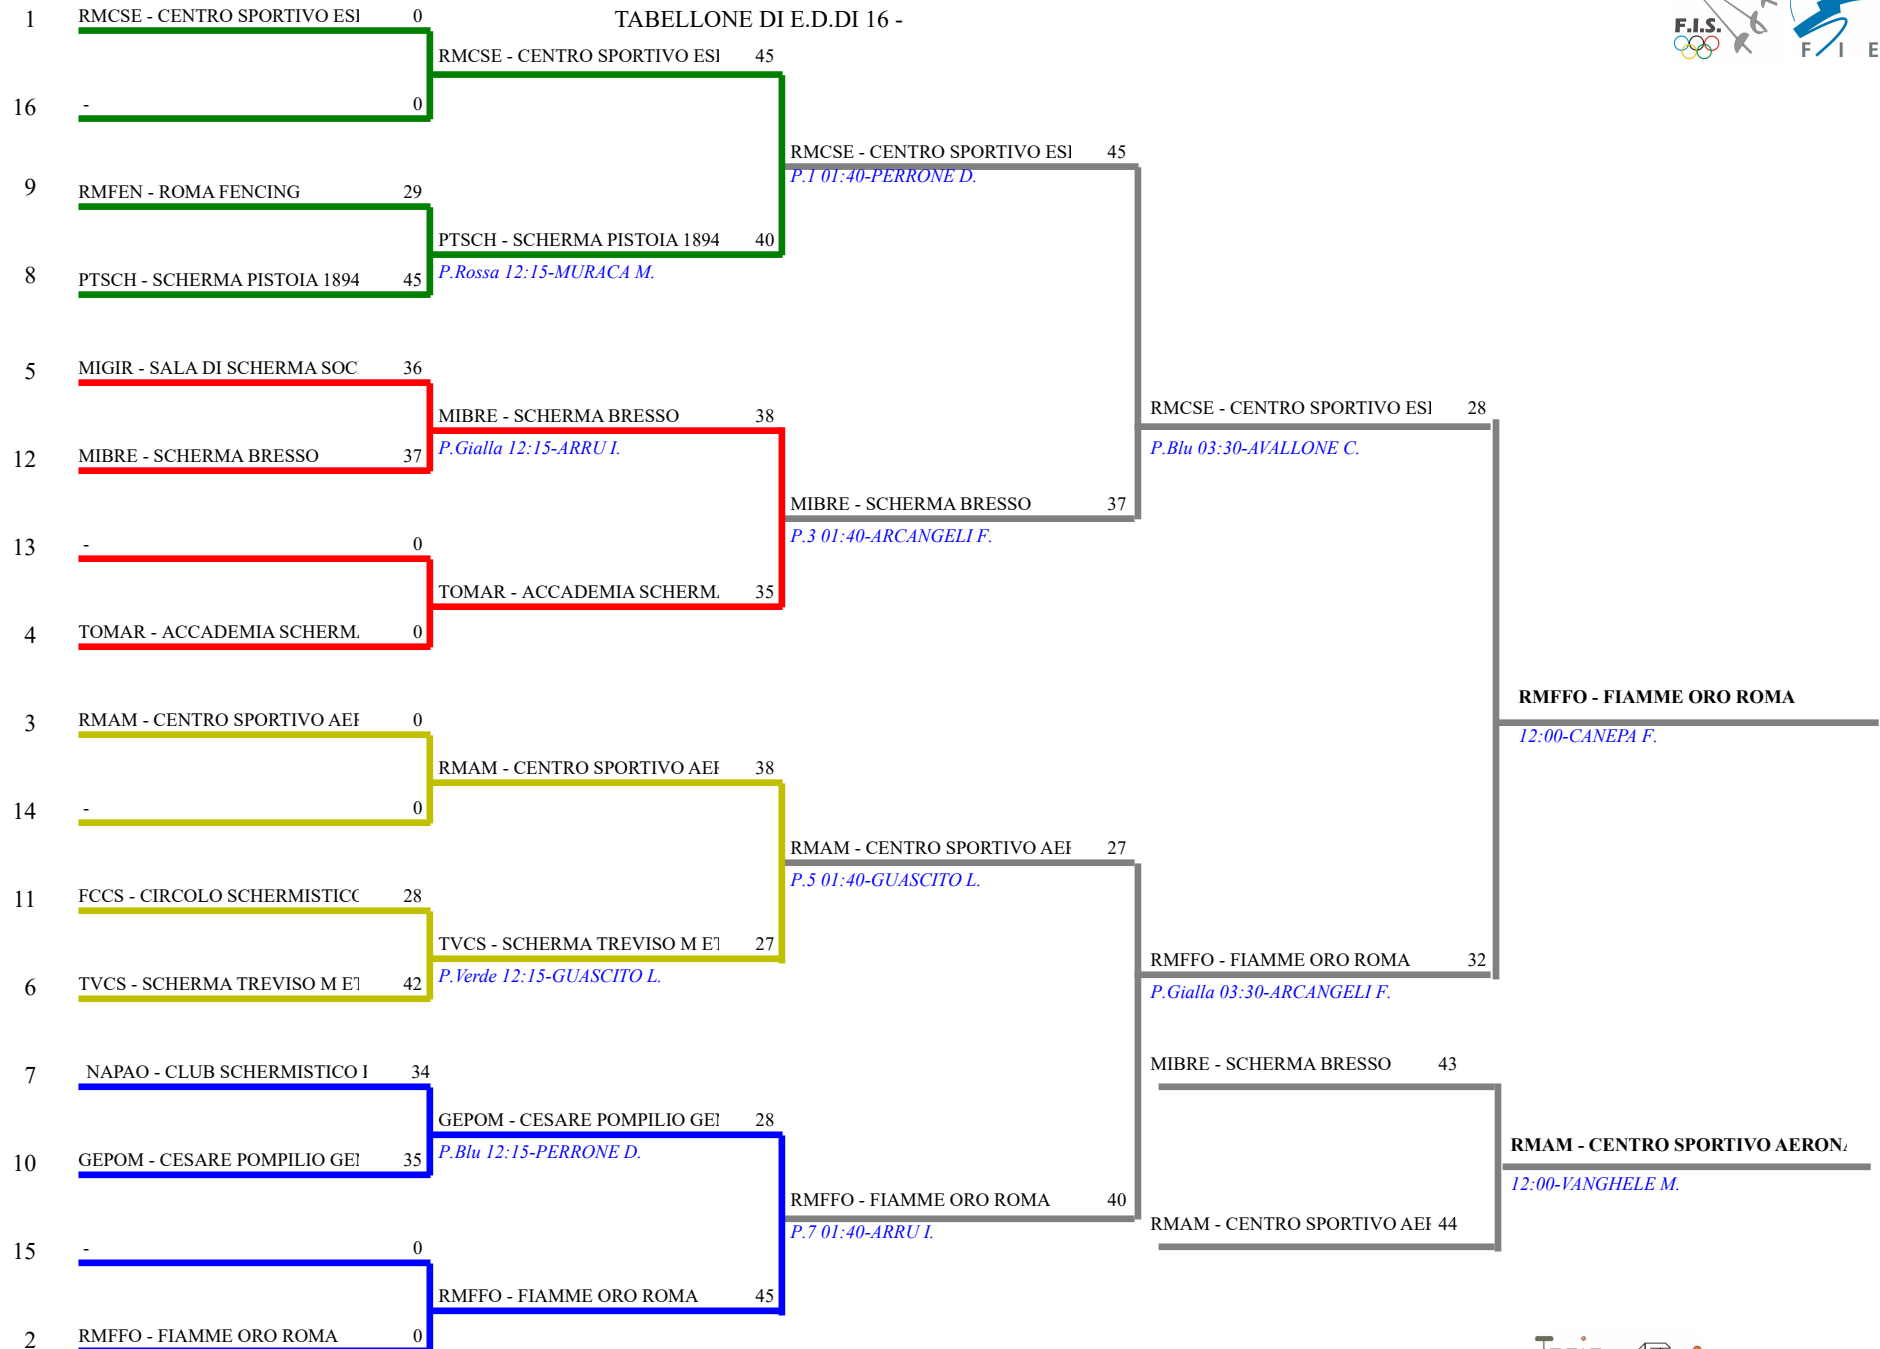 TABELLONE DI E.D.DI 16 -
F.I.S.
F I E
1 RMCSE - CENTRO SPORTIVO ESI 0
16 - 0
9 RMFEN - ROMA FENCING 29
8 PTSCH - SCHERMA PISTOIA 1894 45
5 MIGIR - SALA DI SCHERMA SOC 36
12 MIBRE - SCHERMA BRESSO 37
13 - 0
4 TOMAR - ACCADEMIA SCHERM. 0
3 RMAM - CENTRO SPORTIVO AEF 0
14 - 0
11 FCCS - CIRCOLO SCHERMISTICC 28
6 TVCS - SCHERMA TREVISO M ET 42
7 NAPAO - CLUB SCHERMISTICO I 34
10 GEPOM - CESARE POMPILIO GEN 35
15 - 0
2 RMFFO - FIAMME ORO ROMA 0
RMCSE - CENTRO SPORTIVO ESI 45
PTSCH - SCHERMA PISTOIA 1894 40
P.Rossa 12:15-MURACA M.
MIBRE - SCHERMA BRESSO 38
P.Gialla 12:15-ARRU I.
TOMAR - ACCADEMIA SCHERM. 35
RMAM - CENTRO SPORTIVO AEF 38
TVCS - SCHERMA TREVISO M ET 27
P.Verde 12:15-GUASCITO L.
GEPOM - CESARE POMPILIO GEN 28
P.Blu 12:15-PERRONE D.
RMFFO - FIAMME ORO ROMA 45
RMCSE - CENTRO SPORTIVO ESI 45
P.1 01:40-PERRONE D.
MIBRE - SCHERMA BRESSO 37
P.3 01:40-ARCANGELI F.
RMAM - CENTRO SPORTIVO AEF 27
P.5 01:40-GUASCITO L.
RMFFO - FIAMME ORO ROMA 40
P.7 01:40-ARRU I.
RMCSE - CENTRO SPORTIVO ESI 28
P.Blu 03:30-AVALLONE C.
RMFFO - FIAMME ORO ROMA 32
P.Gialla 03:30-ARCANGELI F.
MIBRE - SCHERMA BRESSO 43
RMAM - CENTRO SPORTIVO AEF 44
RMFFO - FIAMME ORO ROMA
12:00-CANEPA F.
RMAM - CENTRO SPORTIVO AERON
12:00-VANGHELE M.